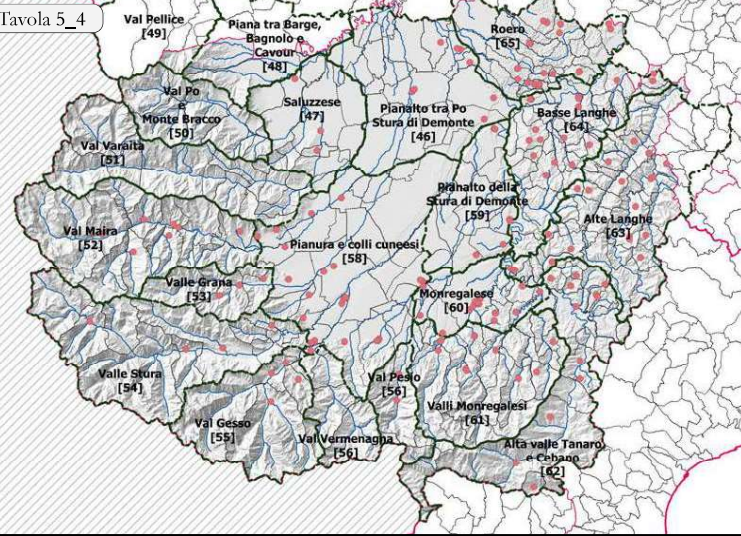 Tavola 5_4
Val Pellice
[49]
Piana tra Barge,
Bagnolo e
Cavour
[48]
Roero
[65]
Val Po
e
Monte Bracco
[50]
Saluzzese
[47]
Pianalto tra Po
Stura di Demonte
[46]
Basse Langhe
[64]
Val Varaita
[51]
Pianalto della
Stura di Demonte
[59]
Alte Langhe
[63]
Val Maira
[52]
Pianura e colli cuneesi
[58]
Valle Grana
[53]
Monregalese
[60]
Valle Stura
[54]
Val Pesio
[56]
Valli Monregalesi
[61]
Val Gesso
[55]
Val Vermenagna
[56]
Alta valle Tanaro
e Cebano
[62]